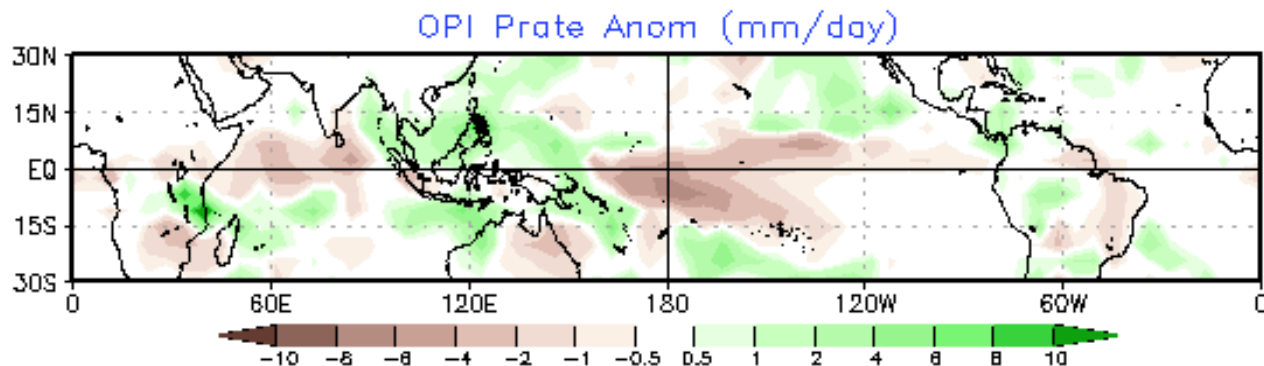 OPI Prate Anom (mm/day)
30N
15N
EQ
15S
30S
0 60E 120E 180 120W 60W 0
-10 -8 -6 -4 -2 -1 -0.5 0.5 1 2 4 6 8 10